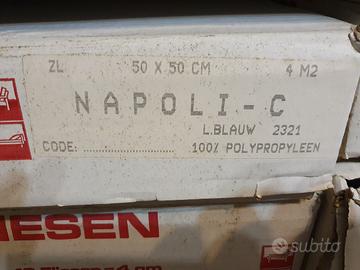 ZL 50 X 50 CM 4 M2
NAPOLI-C
L.BLAUW 2321
CODE: ........................ 100% POLYPROPYLEEN
IESEN
subito